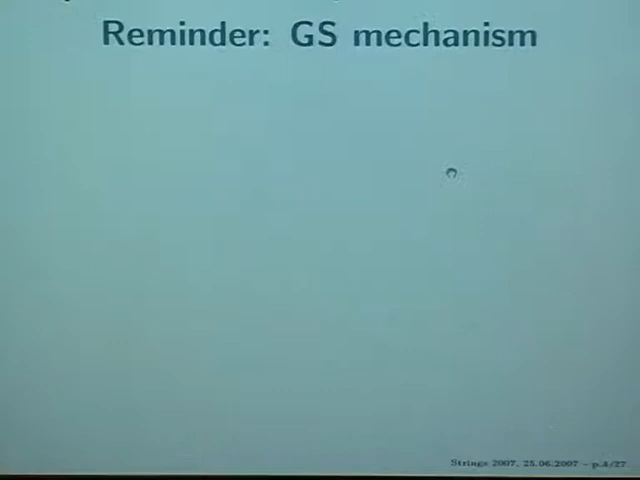 Reminder: GS mechanism
Strings 2007, 25.06.2007 – p.4/27